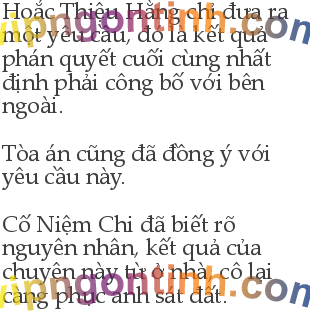 Hoắc Thiệu Hằng chỉ đưa ra
một yêu cầu, đó là kết quả
phán quyết cuối cùng nhất
định phải công bố với bên
ngoài.
Tòa án cũng đã đồng ý với
yêu cầu này.
Cố Niệm Chi đã biết rõ
nguyên nhân, kết quả của
chuyện này từ ở nhà, cô lại
càng phục anh sát đất.
vipngontinh.com
vipngontinh.com